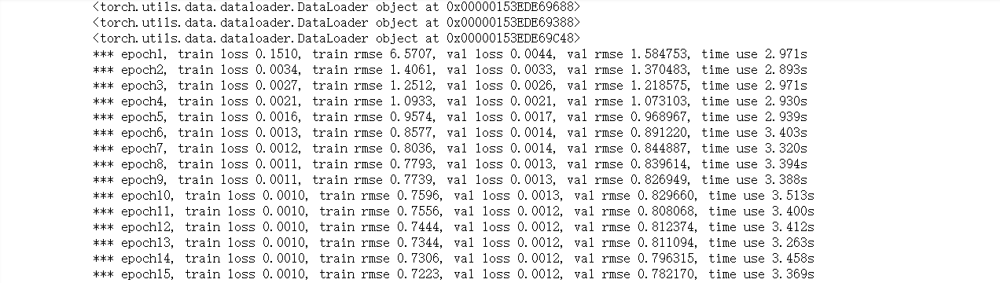 <torch.utils.data.dataloader.DataLoader object at 0x00000153EDE69688>
<torch.utils.data.dataloader.DataLoader object at 0x00000153EDE69388>
<torch.utils.data.dataloader.DataLoader object at 0x00000153EDE69C48>
*** epoch1, train loss 0.1510, train rmse 6.5707, val loss 0.0044, val rmse 1.584753, time use 2.971s
*** epoch2, train loss 0.0034, train rmse 1.4061, val loss 0.0033, val rmse 1.370483, time use 2.893s
*** epoch3, train loss 0.0027, train rmse 1.2512, val loss 0.0026, val rmse 1.218575, time use 2.971s
*** epoch4, train loss 0.0021, train rmse 1.0933, val loss 0.0021, val rmse 1.073103, time use 2.930s
*** epoch5, train loss 0.0016, train rmse 0.9574, val loss 0.0017, val rmse 0.968967, time use 2.939s
*** epoch6, train loss 0.0013, train rmse 0.8577, val loss 0.0014, val rmse 0.891220, time use 3.403s
*** epoch7, train loss 0.0012, train rmse 0.8036, val loss 0.0014, val rmse 0.844887, time use 3.320s
*** epoch8, train loss 0.0011, train rmse 0.7793, val loss 0.0013, val rmse 0.839614, time use 3.394s
*** epoch9, train loss 0.0011, train rmse 0.7739, val loss 0.0013, val rmse 0.826949, time use 3.388s
*** epoch10, train loss 0.0010, train rmse 0.7596, val loss 0.0013, val rmse 0.829660, time use 3.513s
*** epoch11, train loss 0.0010, train rmse 0.7556, val loss 0.0012, val rmse 0.808068, time use 3.400s
*** epoch12, train loss 0.0010, train rmse 0.7444, val loss 0.0012, val rmse 0.812374, time use 3.412s
*** epoch13, train loss 0.0010, train rmse 0.7344, val loss 0.0012, val rmse 0.811094, time use 3.263s
*** epoch14, train loss 0.0010, train rmse 0.7306, val loss 0.0012, val rmse 0.796315, time use 3.458s
*** epoch15, train loss 0.0010, train rmse 0.7223, val loss 0.0012, val rmse 0.782170, time use 3.369s